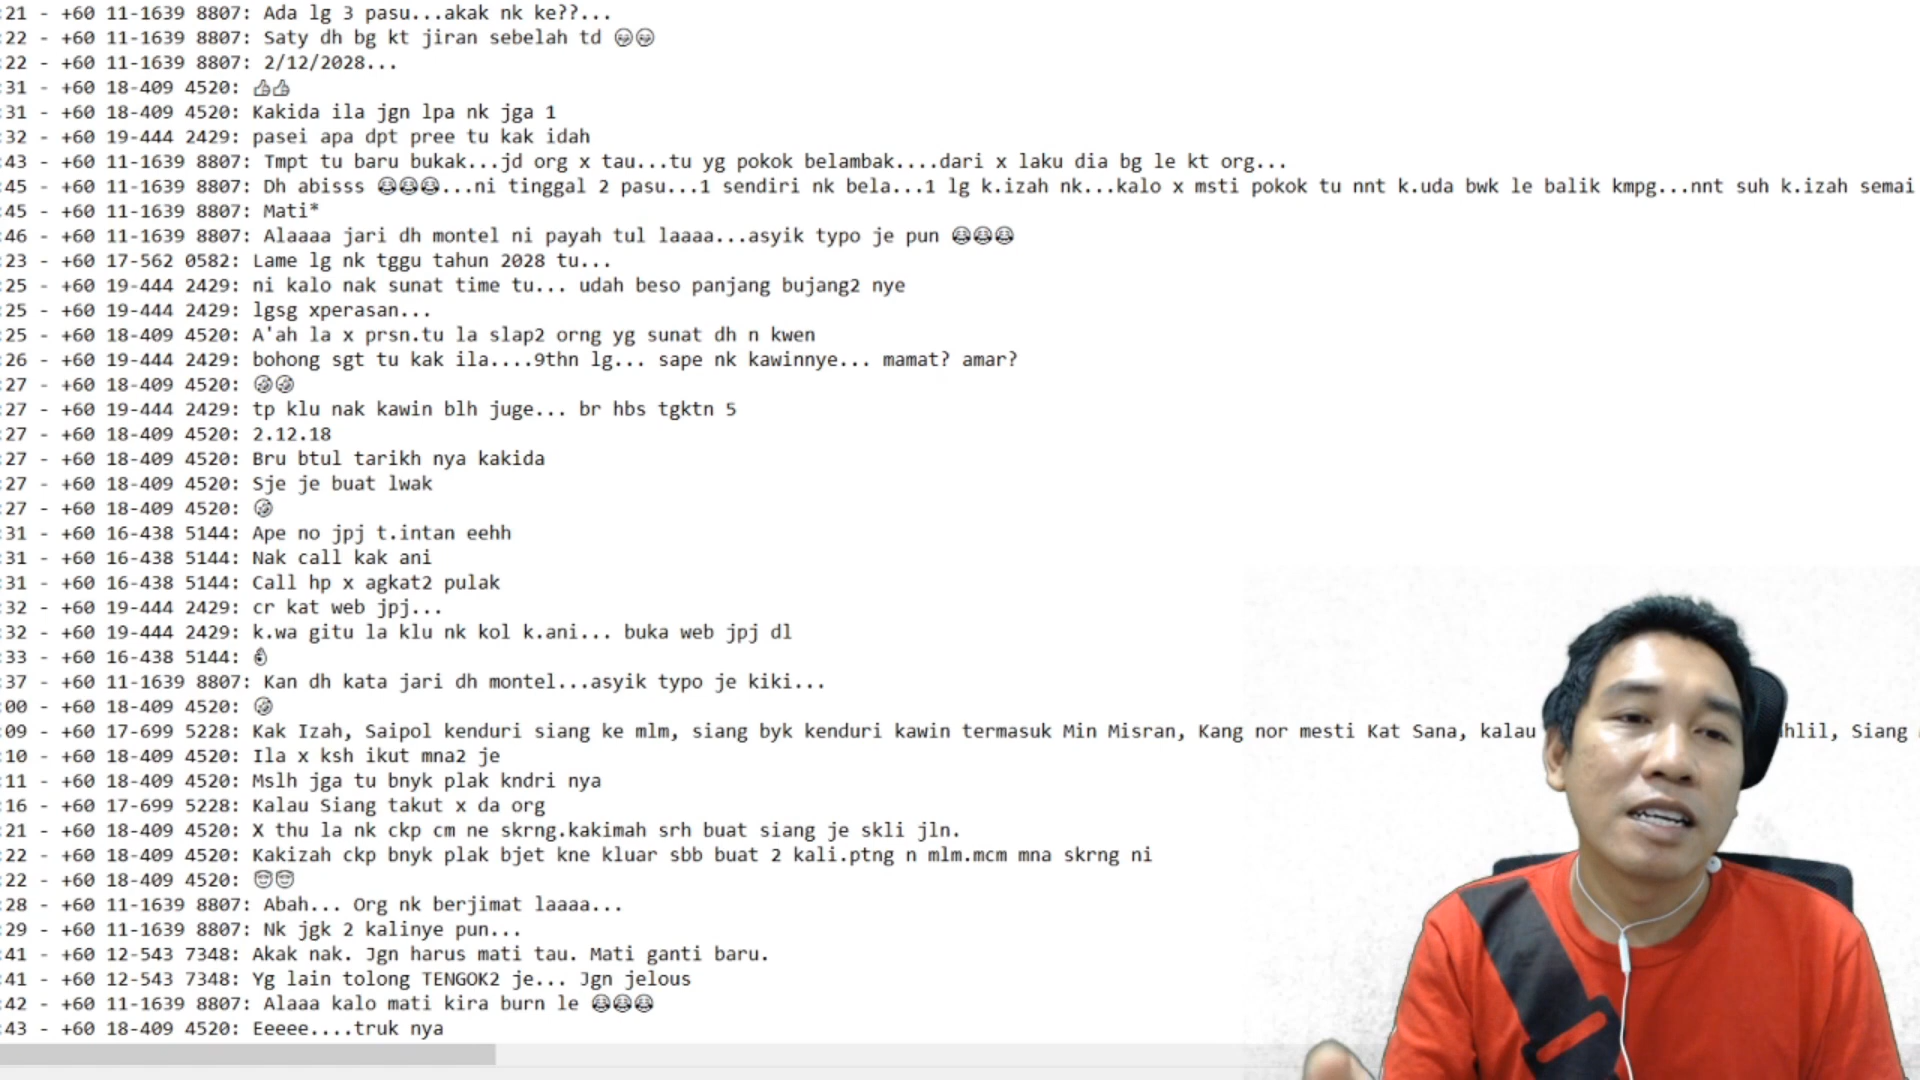 :21 - +60 11-1639 8807: Ada lg 3 pasu...akak nk ke??...
:22 - +60 11-1639 8807: Saty dh bg kt jiran sebelah td 😁😁
:22 - +60 11-1639 8807: 2/12/2028...
:31 - +60 18-409 4520: 👍👍
:31 - +60 18-409 4520: Kakida ila jgn lpa nk jga 1
:32 - +60 19-444 2429: pasei apa dpt pree tu kak idah
:43 - +60 11-1639 8807: Tmpt tu baru bukak...jd org x tau...tu yg pokok belambak....dari x laku dia bg le kt org...
:45 - +60 11-1639 8807: Dh abisss 😂😂😂...ni tinggal 2 pasu...1 sendiri nk bela...1 lg k.izah nk...kalo x msti pokok tu nnt k.uda bwk le balik kmpg...nnt suh k.izah semai
:45 - +60 11-1639 8807: Mati*
:46 - +60 11-1639 8807: Alaaaa jari dh montel ni payah tul laaaa...asyik typo je pun 😂😂😂
:23 - +60 17-562 0582: Lame lg nk tggu tahun 2028 tu...
:25 - +60 19-444 2429: ni kalo nak sunat time tu... udah beso panjang bujang2 nye
:25 - +60 19-444 2429: lgsg xperasan...
:25 - +60 18-409 4520: A'ah la x prsn.tu la slap2 orng yg sunat dh n kwen
:26 - +60 19-444 2429: bohong sgt tu kak ila....9thn lg... sape nk kawinnye... mamat? amar?
:27 - +60 18-409 4520: 🤣🤣
:27 - +60 19-444 2429: tp klu nak kawin blh juge... br hbs tgktn 5
:27 - +60 18-409 4520: 2.12.18
:27 - +60 18-409 4520: Bru btul tarikh nya kakida
:27 - +60 18-409 4520: Sje je buat lwak
:27 - +60 18-409 4520: 🤣
:31 - +60 16-438 5144: Ape no jpj t.intan eehh
:31 - +60 16-438 5144: Nak call kak ani
:31 - +60 16-438 5144: Call hp x agkat2 pulak
:32 - +60 19-444 2429: cr kat web jpj...
:32 - +60 19-444 2429: k.wa gitu la klu nk kol k.ani... buka web jpj dl
:33 - +60 16-438 5144: 👌
:37 - +60 11-1639 8807: Kan dh kata jari dh montel...asyik typo je kiki...
:00 - +60 18-409 4520: 🤣
:09 - +60 17-699 5228: Kak Izah, Saipol kenduri siang ke mlm, siang byk kenduri kawin termasuk Min Misran, Kang nor mesti Kat Sana, kalau hlil, Siang
:10 - +60 18-409 4520: Ila x ksh ikut mna2 je
:11 - +60 18-409 4520: Mslh jga tu bnyk plak kndri nya
:16 - +60 17-699 5228: Kalau Siang takut x da org
:21 - +60 18-409 4520: X thu la nk ckp cm ne skrng.kakimah srh buat siang je skli jln.
:22 - +60 18-409 4520: Kakizah ckp bnyk plak bjet kne kluar sbb buat 2 kali.ptng n mlm.mcm mna skrng ni
:22 - +60 18-409 4520: 😇😇
:28 - +60 11-1639 8807: Abah... Org nk berjimat laaaa...
:29 - +60 11-1639 8807: Nk jgk 2 kalinye pun...
:41 - +60 12-543 7348: Akak nak. Jgn harus mati tau. Mati ganti baru.
:41 - +60 12-543 7348: Yg lain tolong TENGOK2 je... Jgn jelous
:42 - +60 11-1639 8807: Alaaa kalo mati kira burn le 😂😂😂
:43 - +60 18-409 4520: Eeeee....truk nya